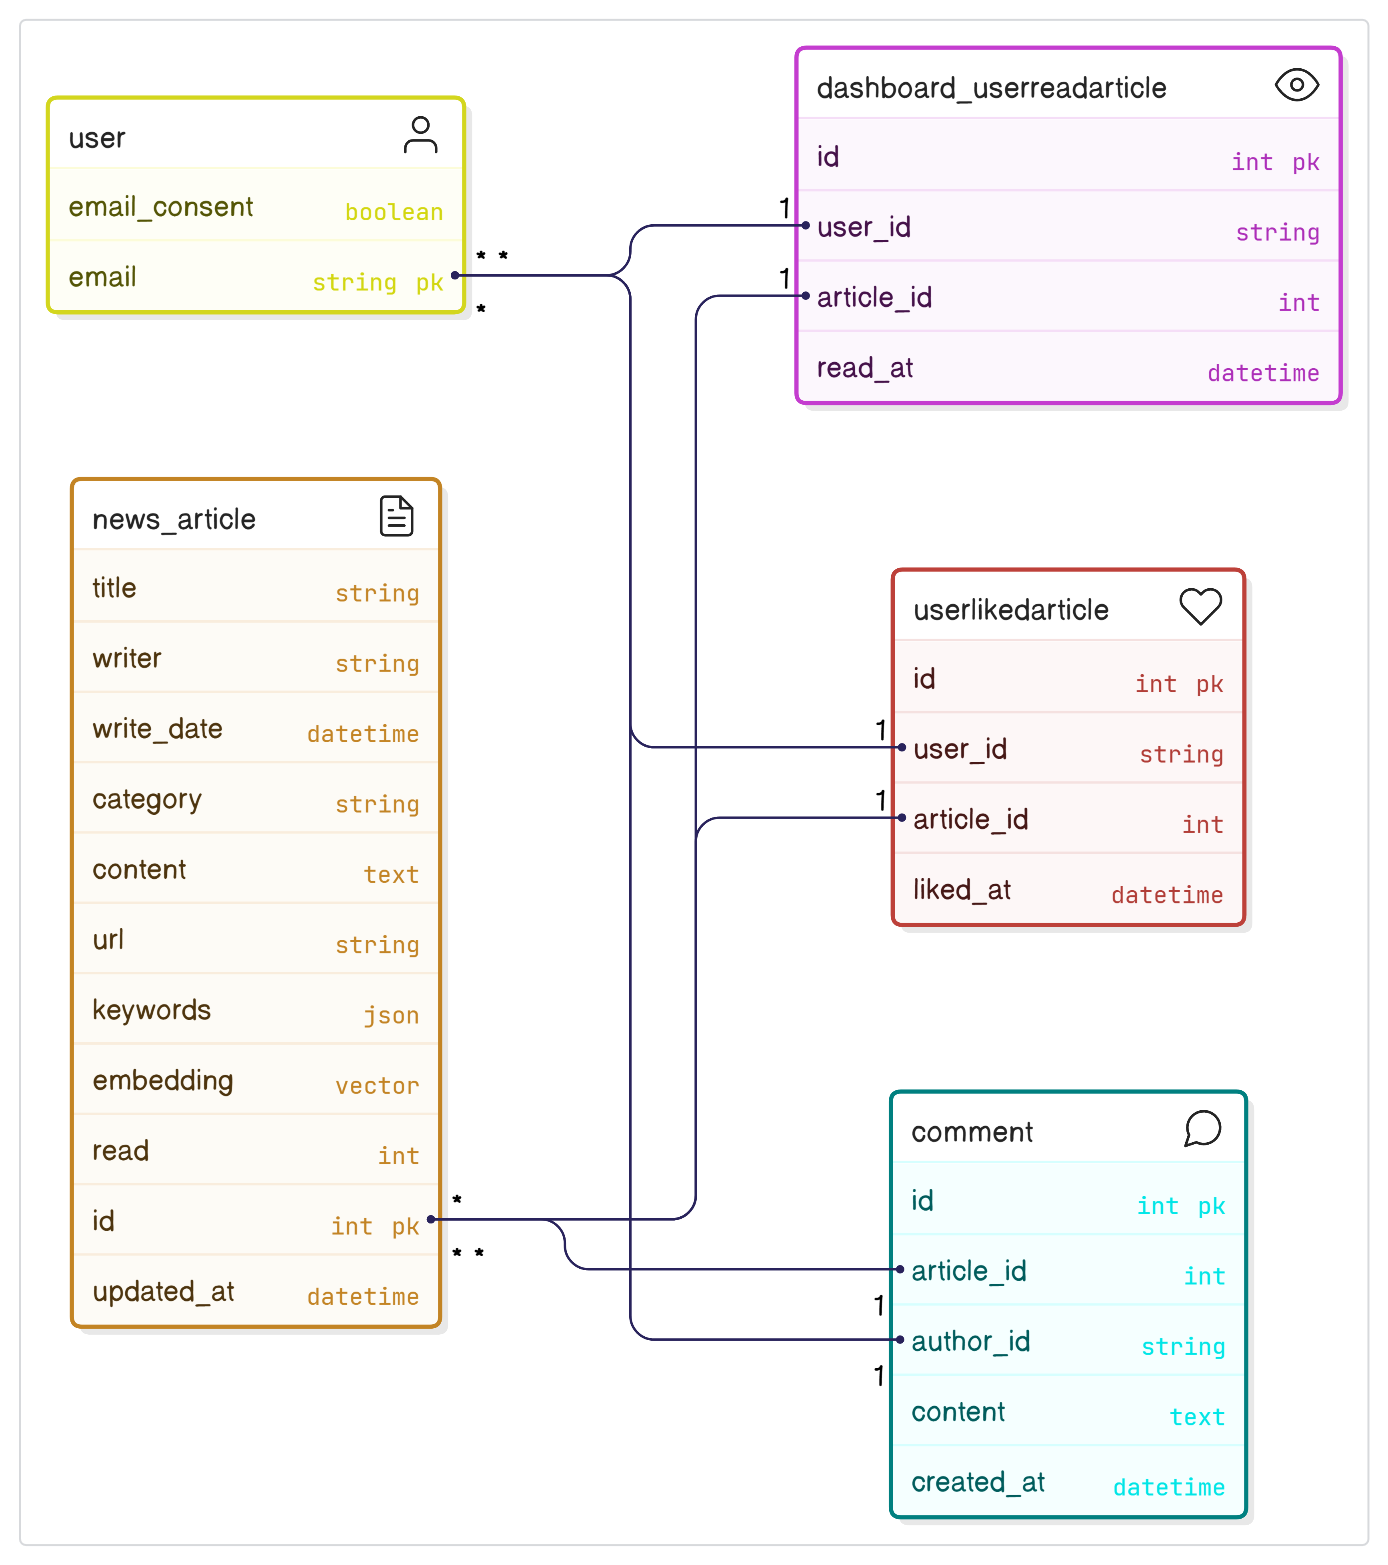 user
email_consent boolean
email string pk
* *
*
dashboard_userreadarticle
id int pk
1
user_id string
1
article_id int
read_at datetime
news_article
title string
writer string
write_date datetime
category string
content text
url string
keywords json
embedding vector
read int
id int pk
updated_at datetime
*
* *
userlikedarticle
id int pk
1
user_id string
1
article_id int
liked_at datetime
comment
id int pk
article_id int
1
author_id string
1
content text
created_at datetime